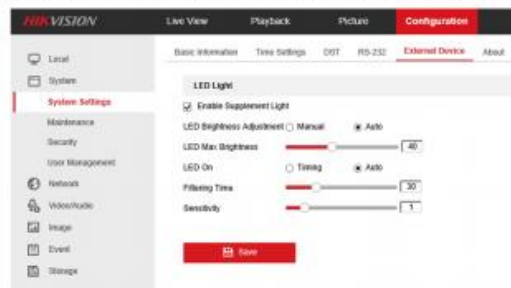 HIKVISION
Live View Playback Picture Configuration
Basic Information Time Settings DST RS-232 External Device About
Local
System
System Settings
Maintenance
Security
User Management
Network
Video/Audio
Image
Event
Storage
LED Light
Enable Supplement Light
LED Brightness Adjustment Manual Auto
LED Max Brightness 40
LED On Timing Auto
Filtering Time 30
Sensitivity 1
Save